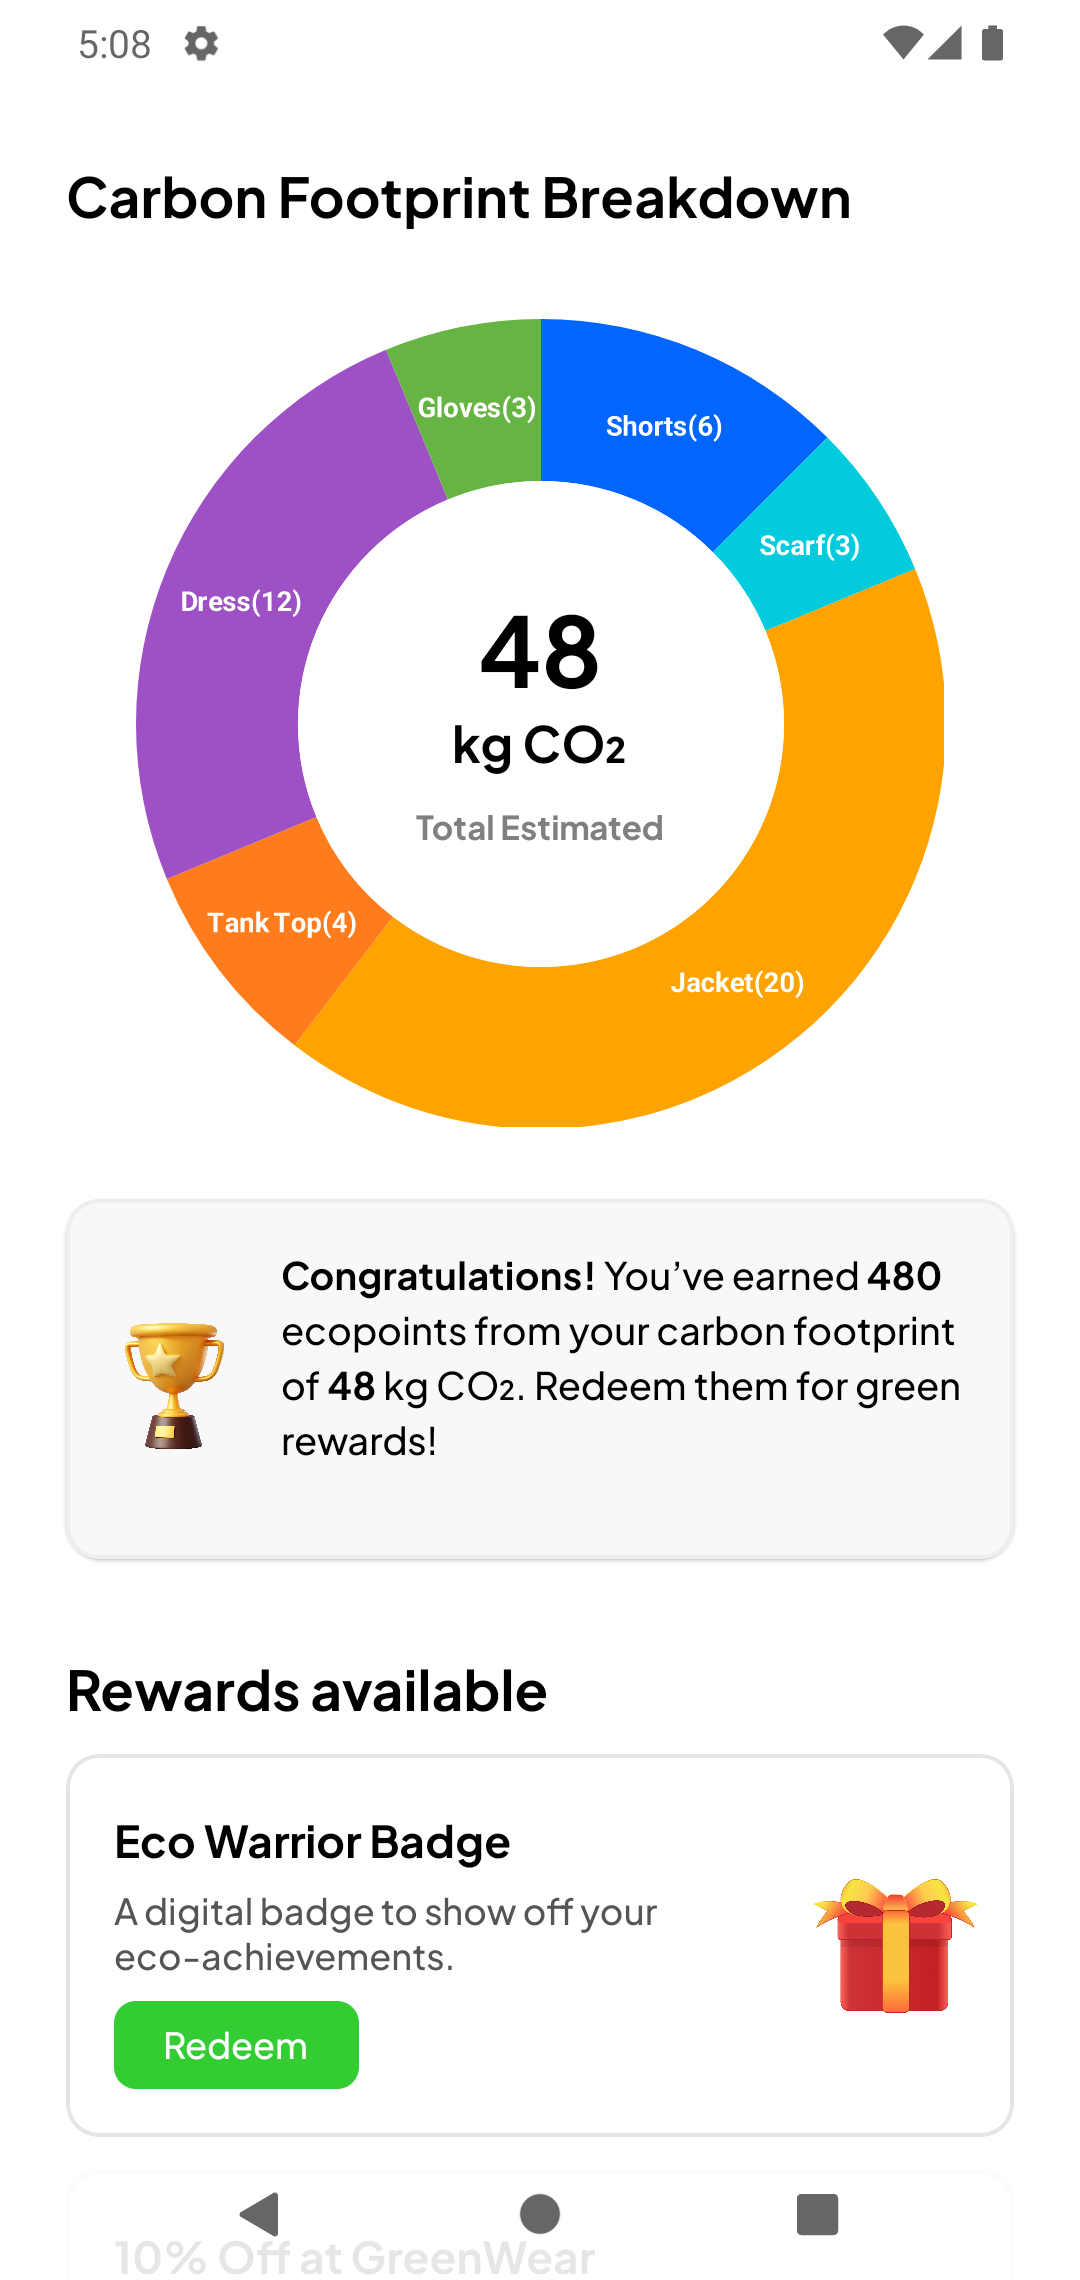 5:08
Carbon Footprint Breakdown
Gloves(3)
Shorts(6)
Scarf(3)
Dress(12)
48
kg CO₂
Total Estimated
Tank Top(4)
Jacket(20)
Congratulations! You’ve earned 480
ecopoints from your carbon footprint
of 48 kg CO₂. Redeem them for green
rewards!
Rewards available
Eco Warrior Badge
A digital badge to show off your
eco-achievements.
Redeem
10% Off at GreenWear